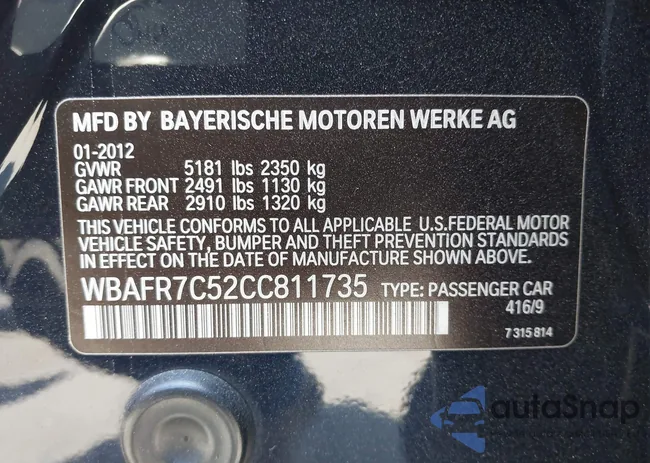 MFD BY BAYERISCHE MOTOREN WERKE AG
01-2012
GVWR 5181 lbs 2350 kg
GAWR FRONT 2491 lbs 1130 kg
GAWR REAR 2910 lbs 1320 kg
THIS VEHICLE CONFORMS TO ALL APPLICABLE U.S.FEDERAL MOTOR
VEHICLE SAFETY, BUMPER AND THEFT PREVENTION STANDARDS
IN EFFECT ON THE DATE OF MANUFACTURE SHOWN ABOVE.
WBAFR7C52CC811735 TYPE: PASSENGER CAR
416/9
7 315 814
autaSnap